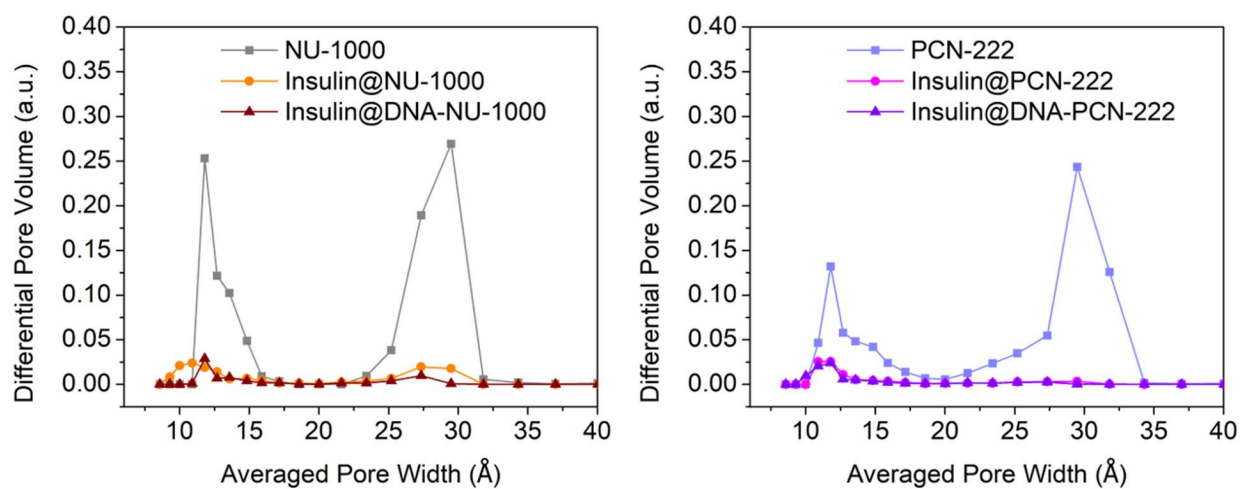 0.40
0.35
0.30
0.25
0.20
0.15
0.10
0.05
0.00
Differential Pore Volume (a.u.)
NU-1000
Insulin@NU-1000
Insulin@DNA-NU-1000
10 15 20 25 30 35 40
Averaged Pore Width (Å)
0.40
0.35
0.30
0.25
0.20
0.15
0.10
0.05
0.00
Differential Pore Volume (a.u.)
PCN-222
Insulin@PCN-222
Insulin@DNA-PCN-222
10 15 20 25 30 35 40
Averaged Pore Width (Å)